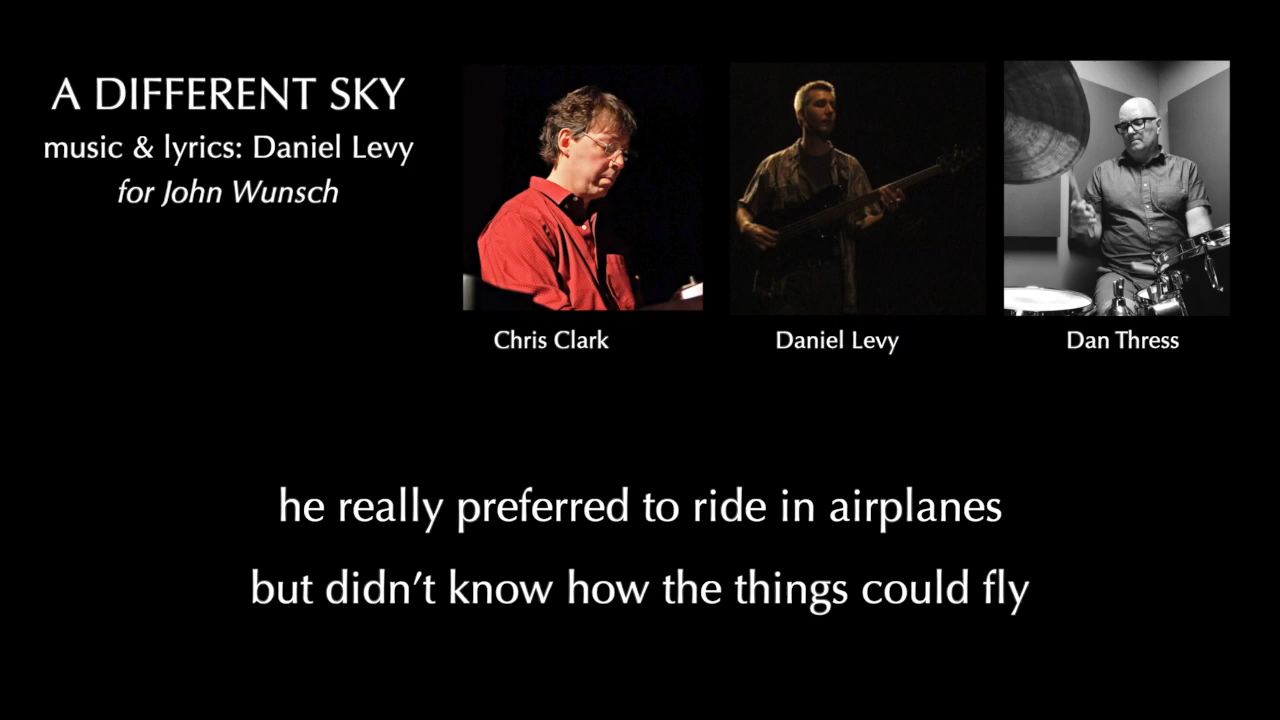 A DIFFERENT SKY
music & lyrics: Daniel Levy
for John Wunsch
Chris Clark
Daniel Levy
Dan Thress
he really preferred to ride in airplanes
but didn’t know how the things could fly